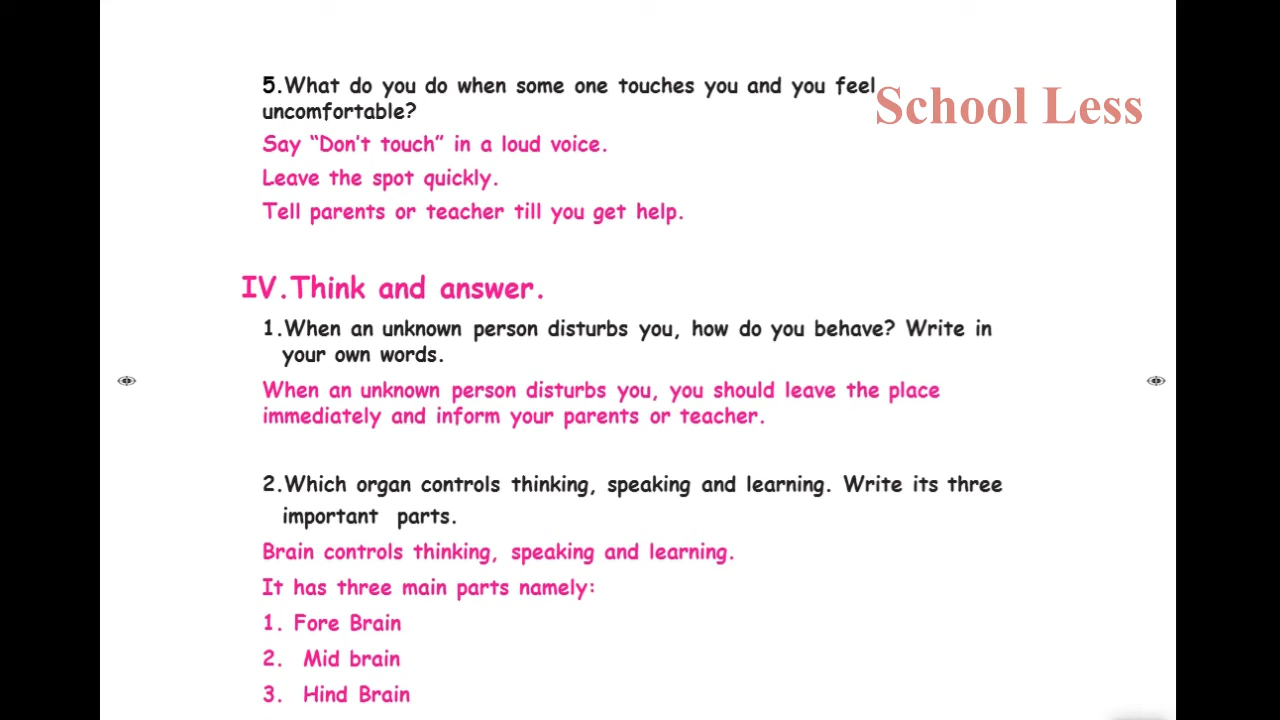 5.What do you do when some one touches you and you feel
School Less
uncomfortable?
Say “Don't touch” in a loud voice.
Leave the spot quickly.
Tell parents or teacher till you get help.
IV.Think and answer.
1.When an unknown person disturbs you, how do you behave? Write in
your own words.
When an unknown person disturbs you, you should leave the place
immediately and inform your parents or teacher.
2.Which organ controls thinking, speaking and learning. Write its three
important parts.
Brain controls thinking, speaking and learning.
It has three main parts namely:
1. Fore Brain
2. Mid brain
3. Hind Brain